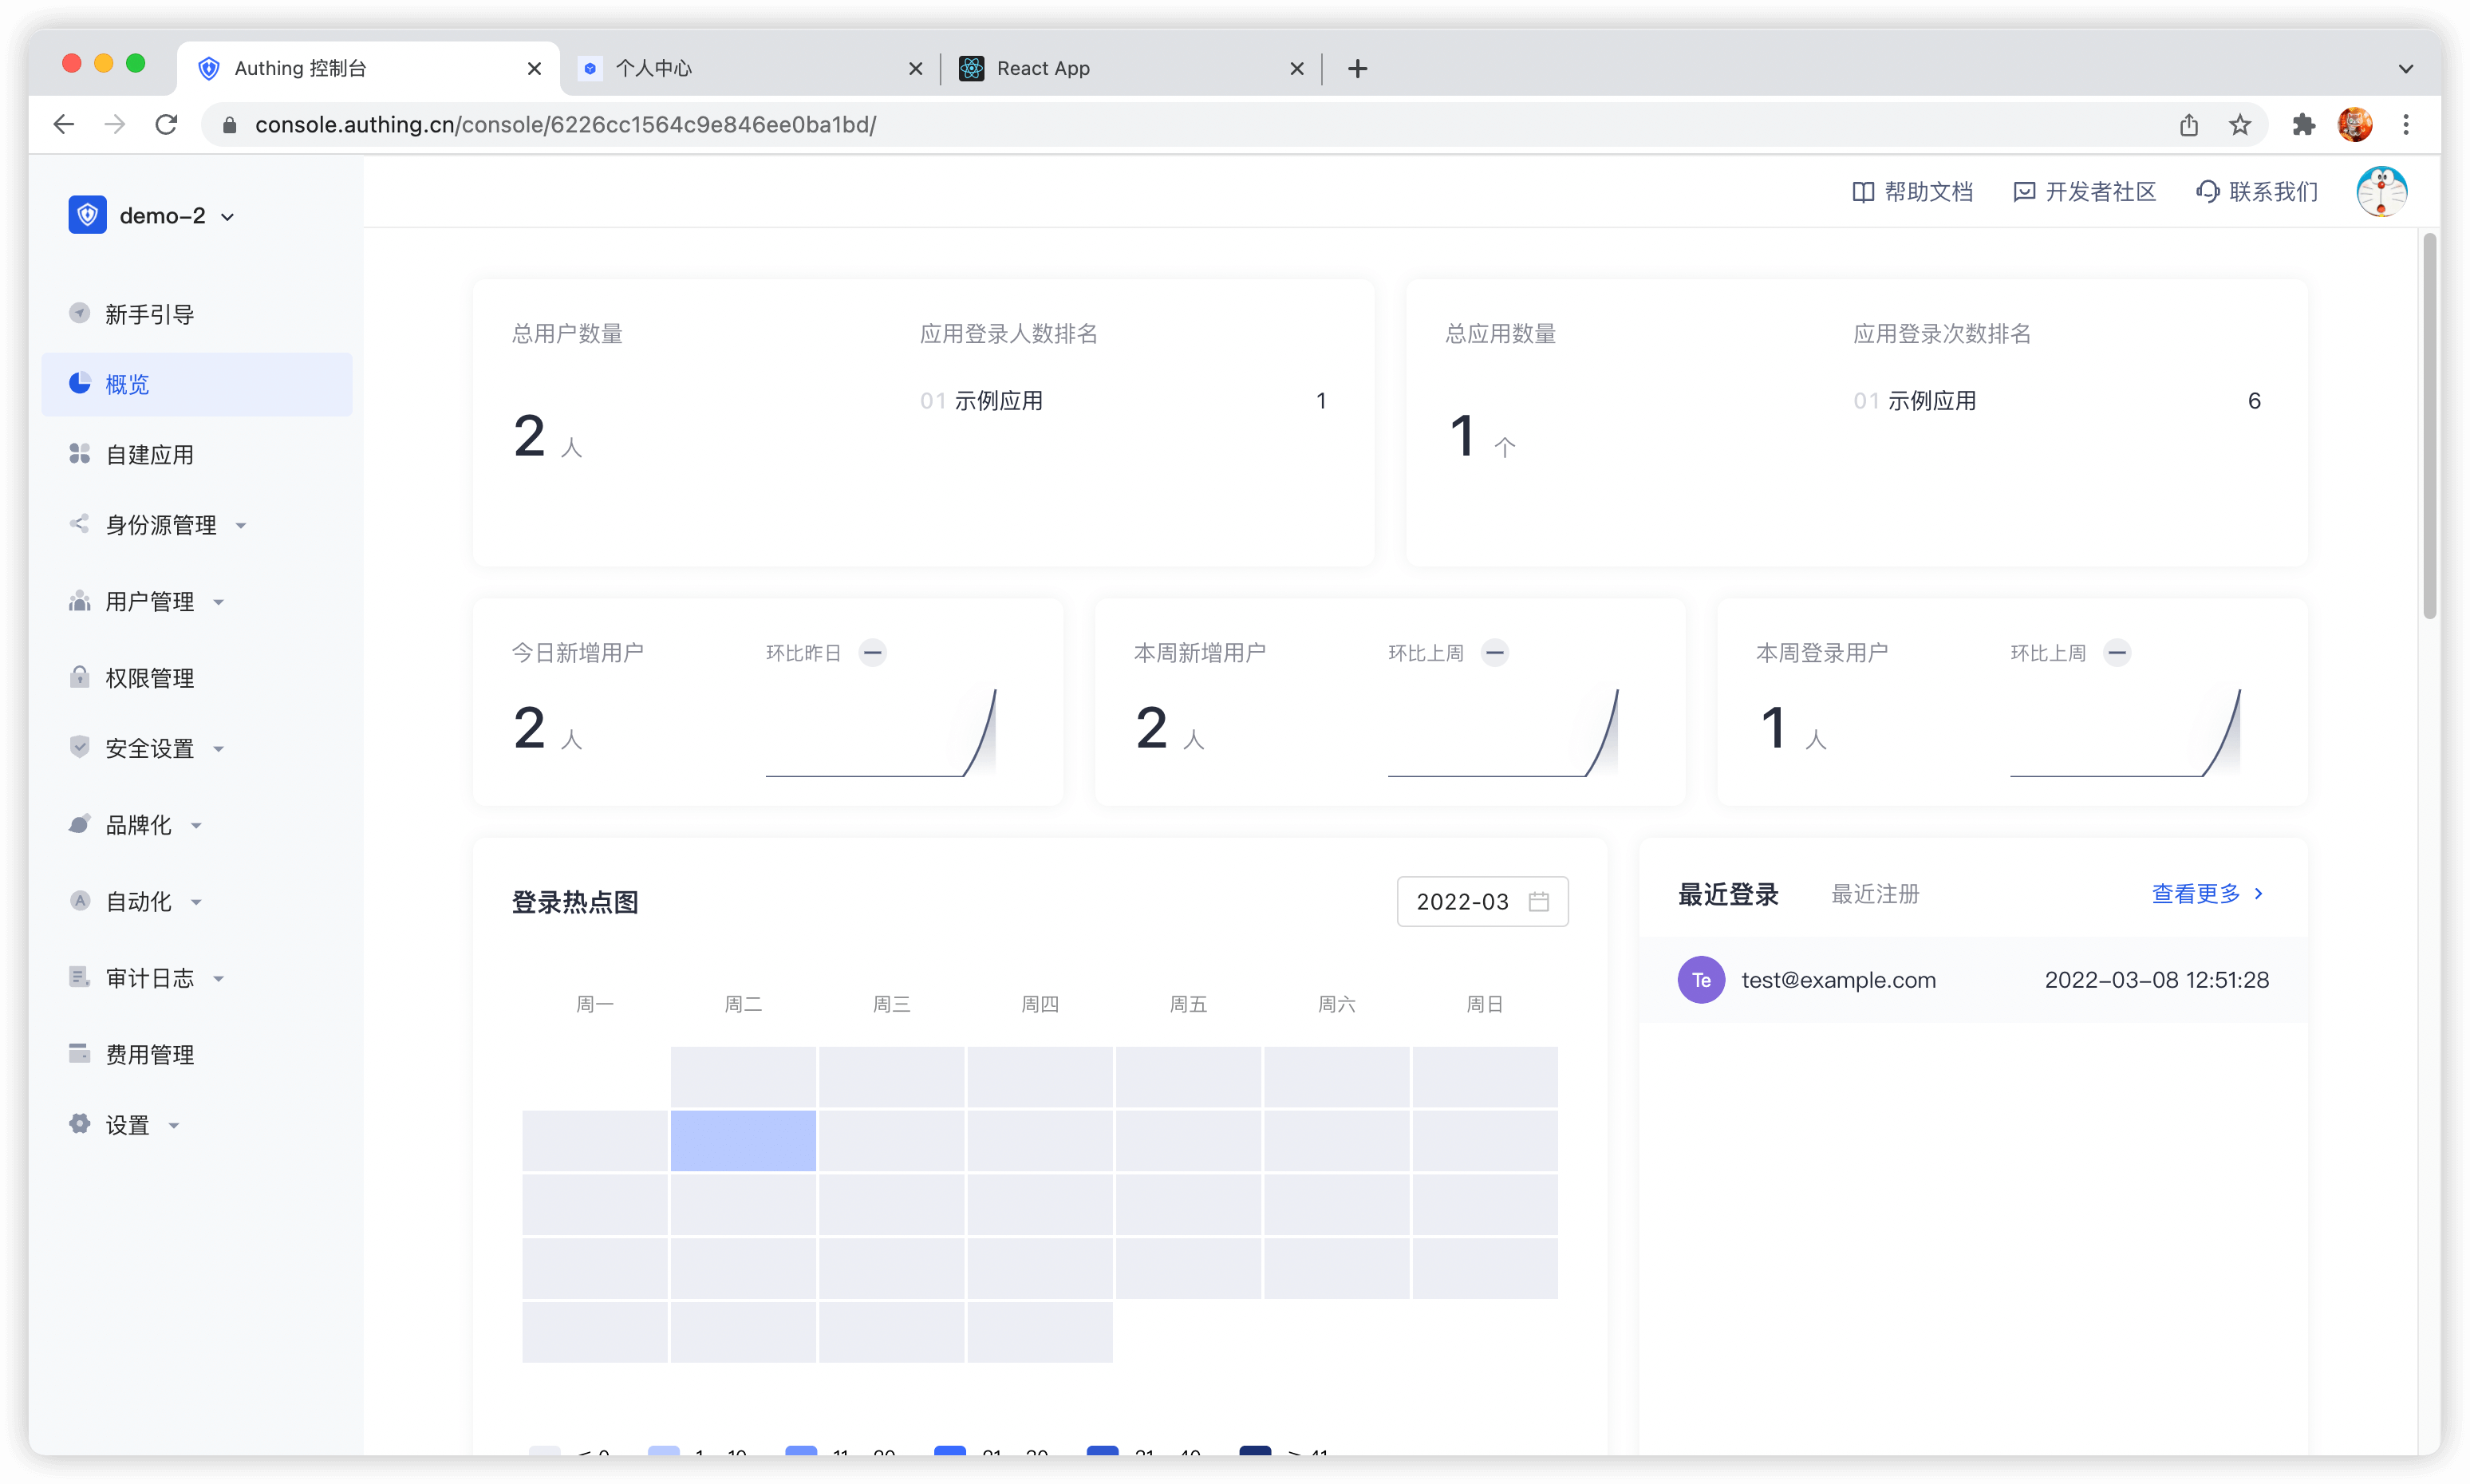 Authing 控制台
个人中心
React App
console.authing.cn/console/6226cc1564c9e846ee0ba1bd/
帮助文档
开发者社区
联系我们
demo-2
新手引导
概览
自建应用
身份源管理
用户管理
权限管理
安全设置
品牌化
自动化
审计日志
费用管理
设置
总用户数量
2 人
应用登录人数排名
01 示例应用 1
总应用数量
1 个
应用登录次数排名
01 示例应用 6
今日新增用户
2 人
环比昨日
本周新增用户
2 人
环比上周
本周登录用户
1 人
环比上周
登录热点图
2022-03
周一 周二 周三 周四 周五 周六 周日
最近登录
最近注册
查看更多
Te
test@example.com
2022-03-08 12:51:28